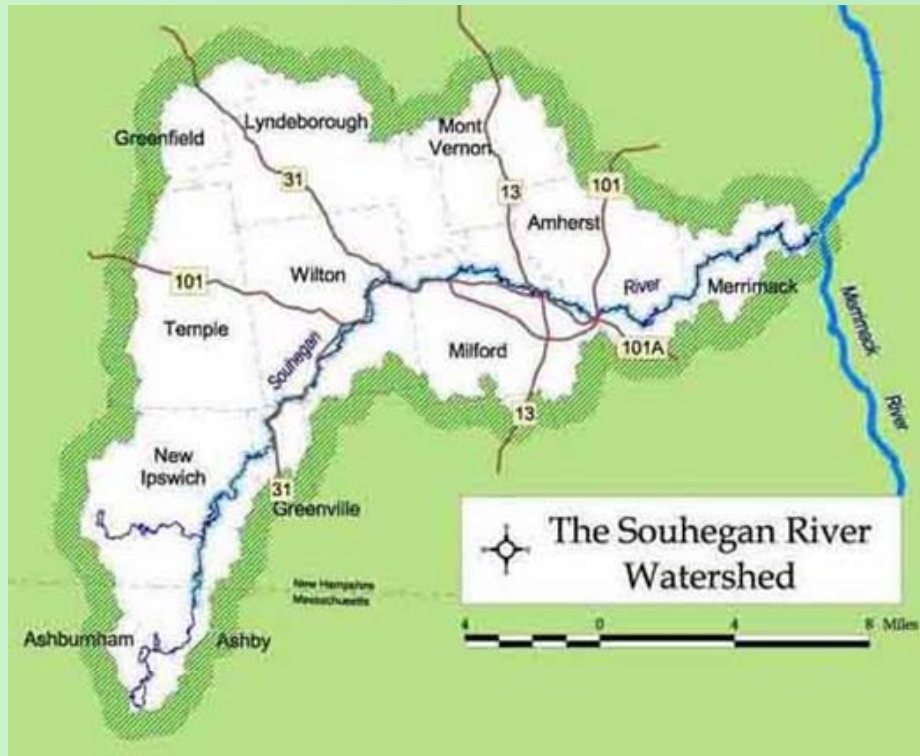 Greenfield
Lyndeborough
Mont
Vernon
31
13
101
Amherst
101
Wilton
River
Merrimack
Temple
Souhegan
Milford
101A
Merrimack
River
13
New
Ipswich
31
Greenville
The Souhegan River
Watershed
New Hampshire
Massachusetts
Ashburnham
Ashby
4 0 4 8 Miles